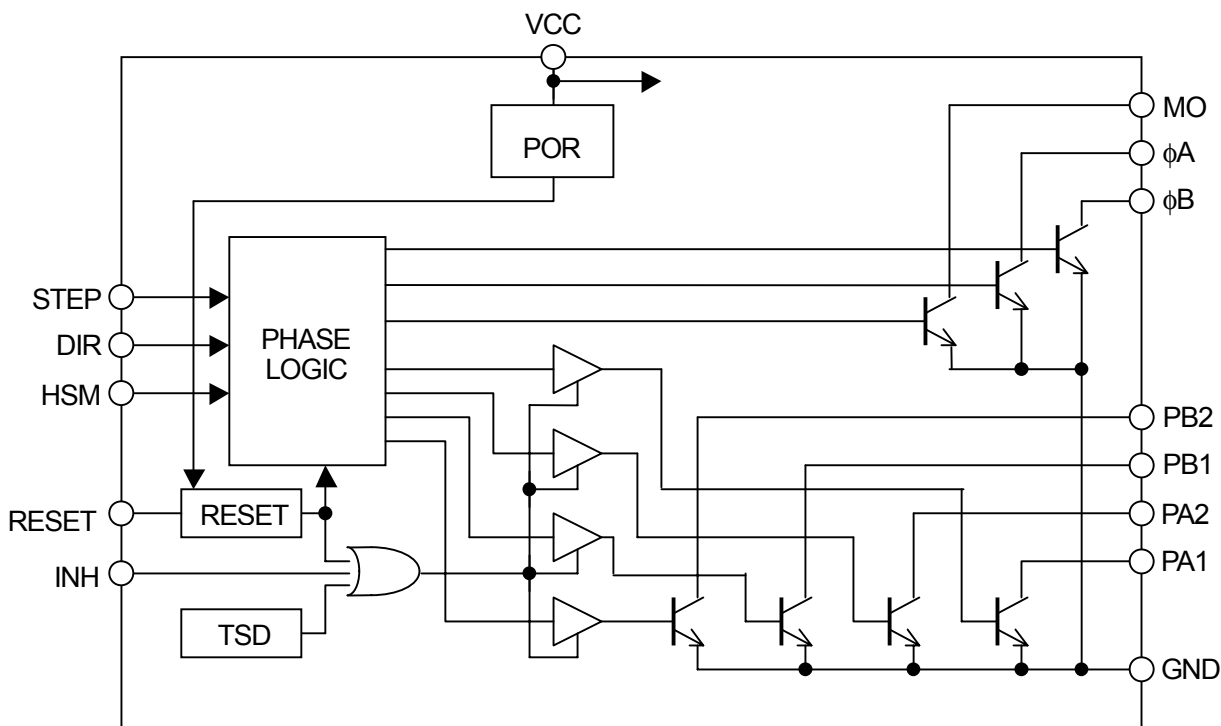 VCC
MO
POR
ϕA
ϕB
STEP
DIR
HSM
PHASE
LOGIC
PB2
PB1
RESET
RESET
PA2
INH
PA1
TSD
GND